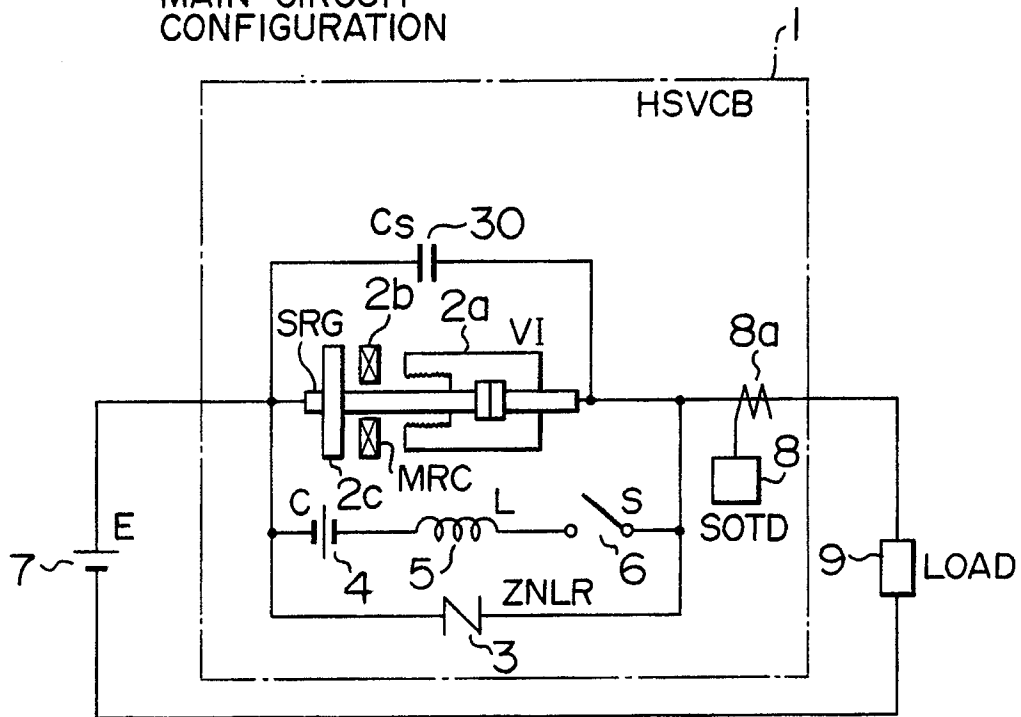 MAIN CIRCUIT
CONFIGURATION
1
HSVCB
Cs 30
2b
2a
SRG
VI
8a
MRC
2c
8
C
L
S
SOTD
E
7
4
5
6
9
LOAD
ZNLR
3